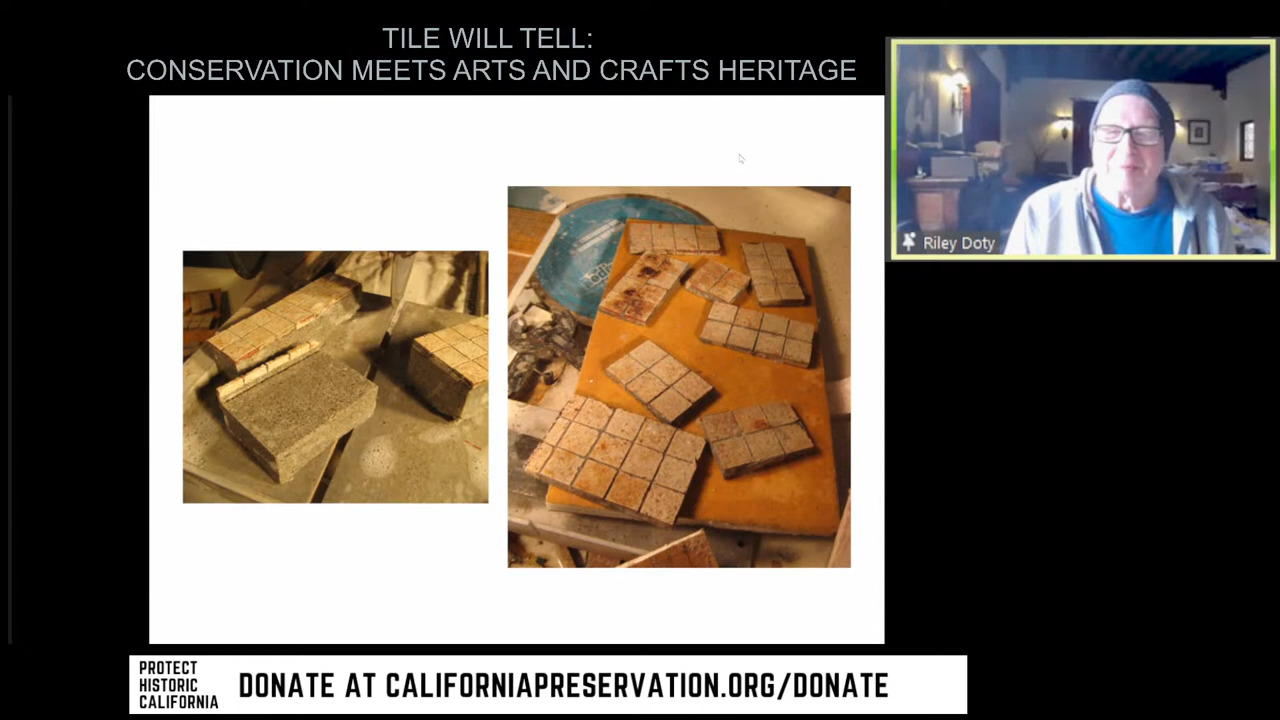 TILE WILL TELL:
CONSERVATION MEETS ARTS AND CRAFTS HERITAGE
Riley Doty
PROTECT
HISTORIC
CALIFORNIA
DONATE AT CALIFORNIAPRESERVATION.ORG/DONATE